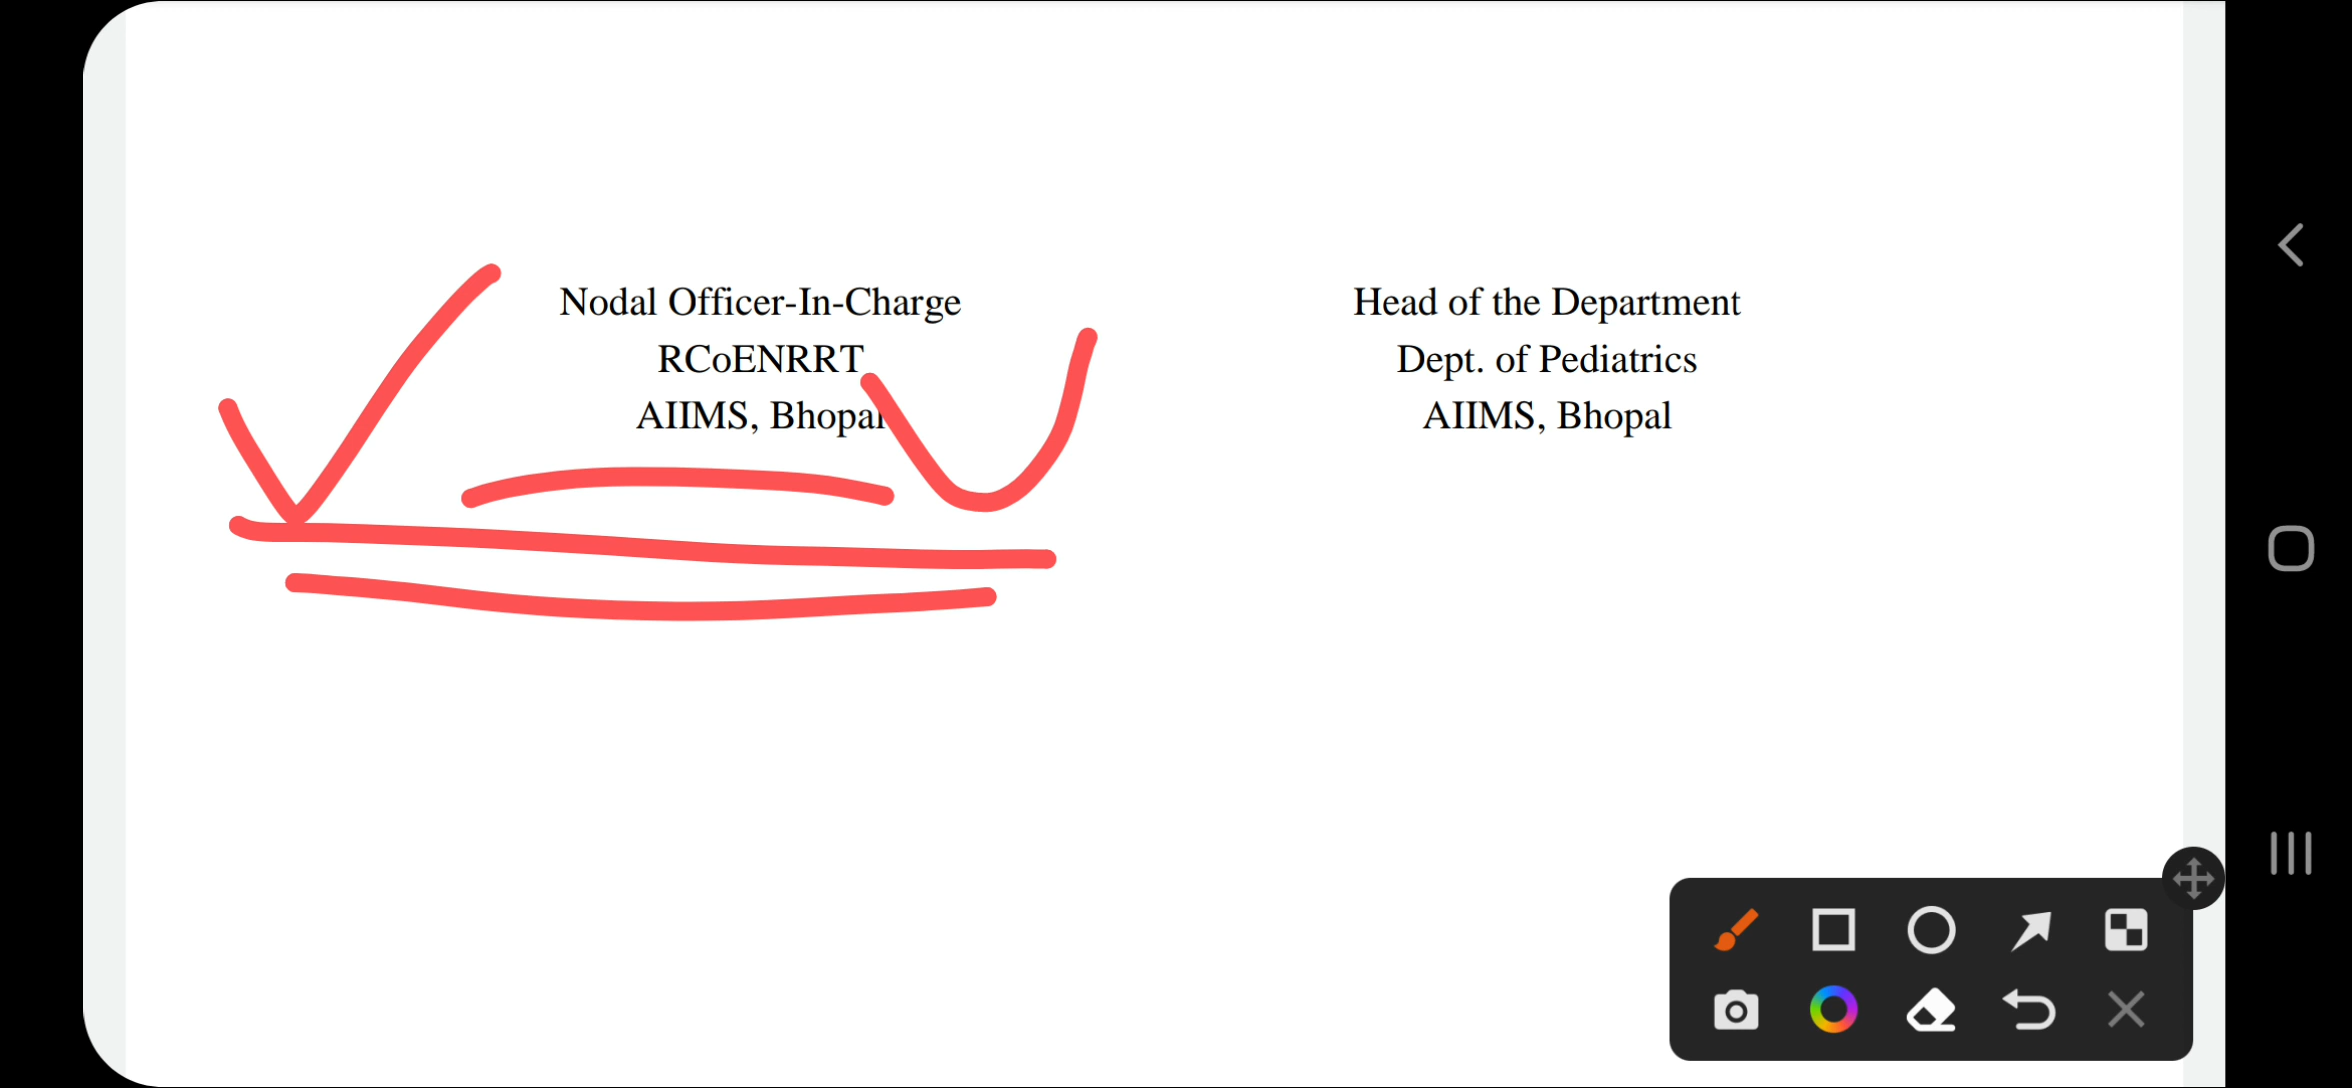 Nodal Officer-In-Charge
RCoENRRT
AIIMS, Bhopal
Head of the Department
Dept. of Pediatrics
AIIMS, Bhopal